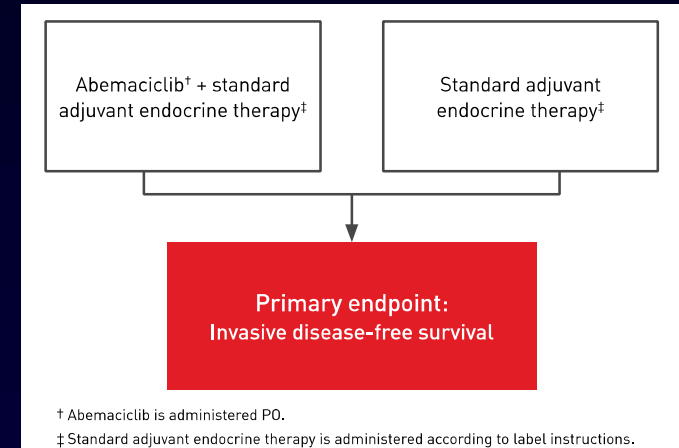 Abemaciclib† + standard
adjuvant endocrine therapy‡
Standard adjuvant
endocrine therapy‡
Primary endpoint:
Invasive disease-free survival
† Abemaciclib is administered PO.
‡ Standard adjuvant endocrine therapy is administered according to label instructions.